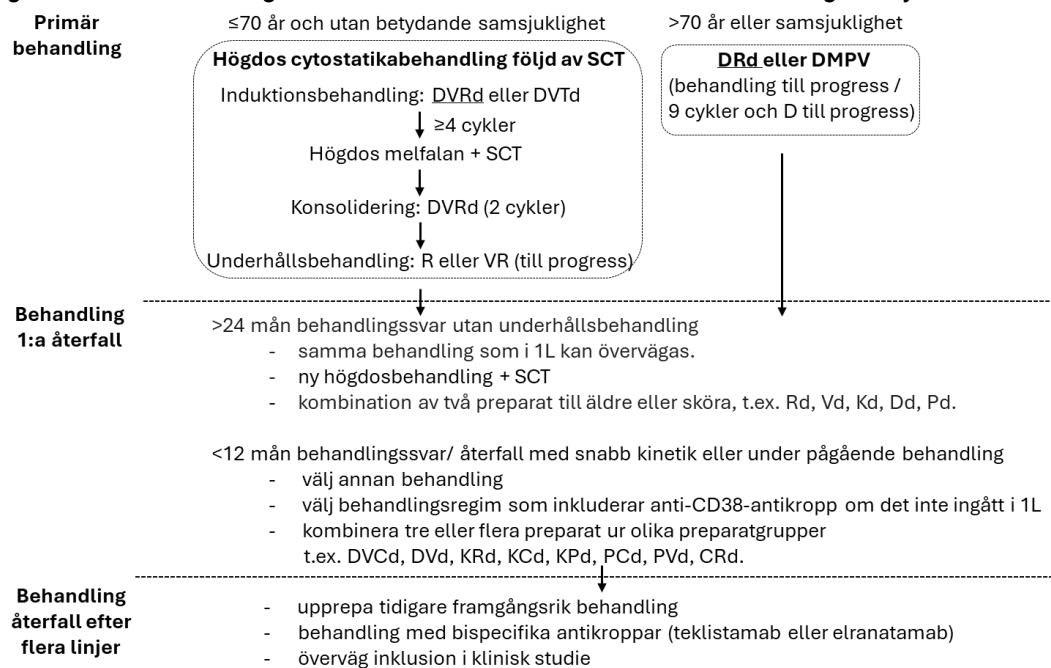 Primär
behandling
≤70 år och utan betydande samsjuklighet
Högdos cytostatikabehandling följd av SCT
Induktionsbehandling: DVRd eller DVTd
≥4 cykler
Högdos melfalan + SCT
Konsolidering: DVRd (2 cykler)
Underhållsbehandling: R eller VR (till progress)
>70 år eller samsjuklighet
DRd eller DMPV
(behandling till progress /
9 cykler och D till progress)
Behandling
1:a återfall
>24 mån behandlingssvar utan underhållsbehandling
- samma behandling som i 1L kan övervägas.
- ny högdosbehandling + SCT
- kombination av två preparat till äldre eller sköra, t.ex. Rd, Vd, Kd, Dd, Pd.
<12 mån behandlingssvar/ återfall med snabb kinetik eller under pågående behandling
- välj annan behandling
- välj behandlingsregim som inkluderar anti-CD38-antikropp om det inte ingått i 1L
- kombinera tre eller flera preparat ur olika preparatgrupper
t.ex. DVCd, DVd, KRd, KCd, KPd, PCd, PVd, CRd.
Behandling
återfall efter
flera linjer
- upprepa tidigare framgångsrik behandling
- behandling med bispecifika antikroppar (teklistamab eller elranatamab)
- överväg inklusion i klinisk studie